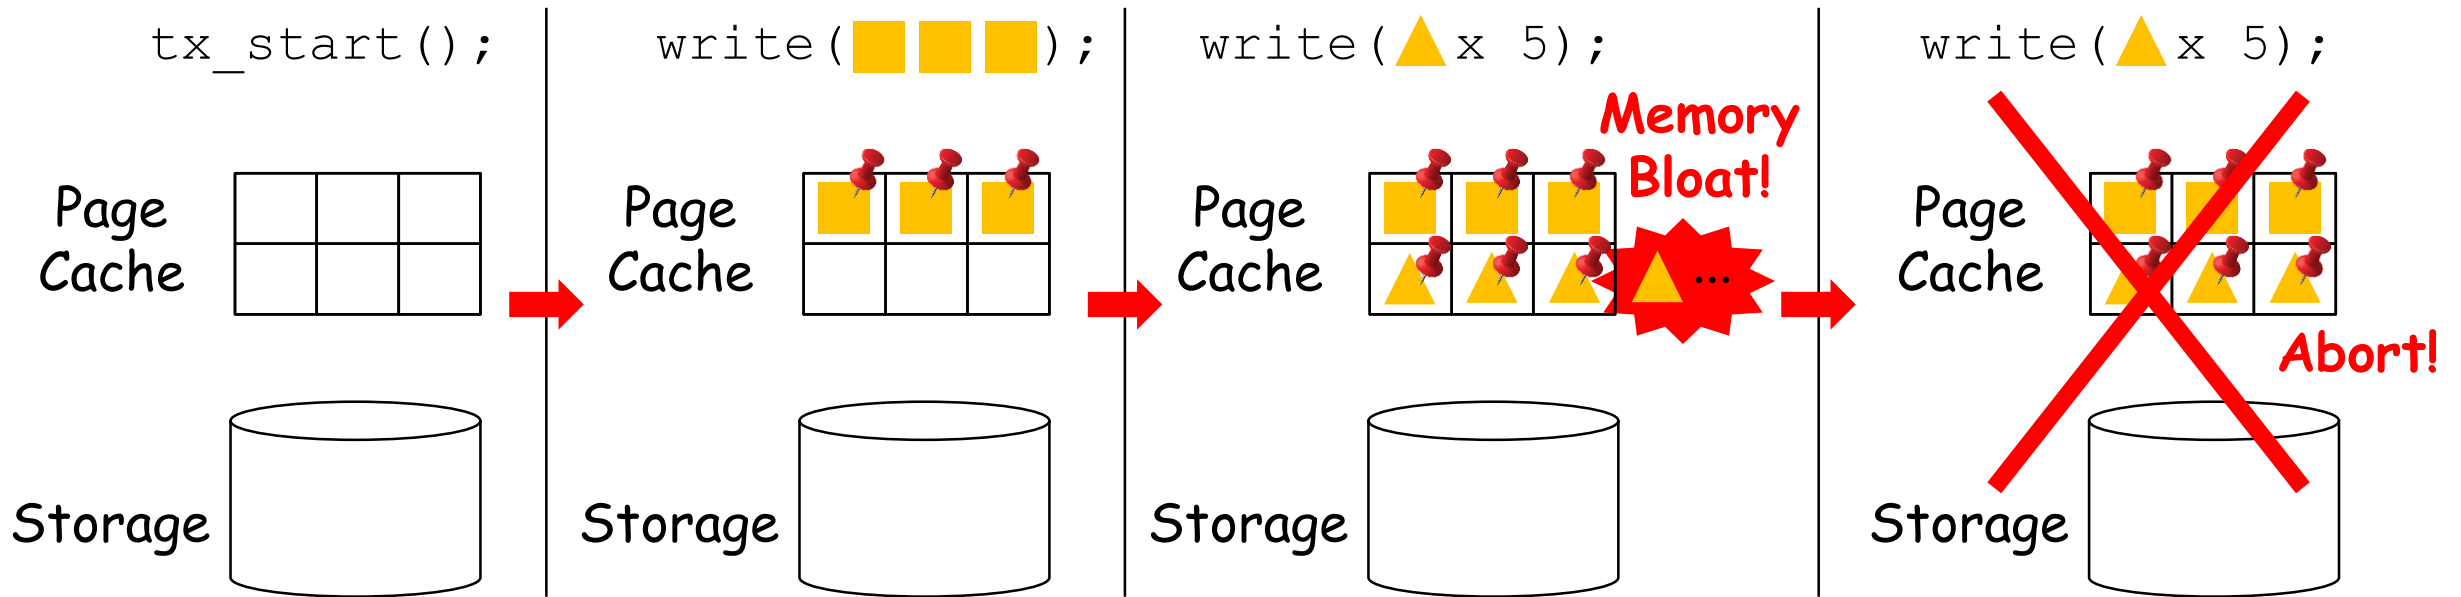 tx_start();
Page
Cache
Storage
write( );
Page
Cache
Storage
write( x 5);
Memory
Bloat!
Page
Cache
...
Storage
write( x 5);
Page
Cache
Abort!
Storage